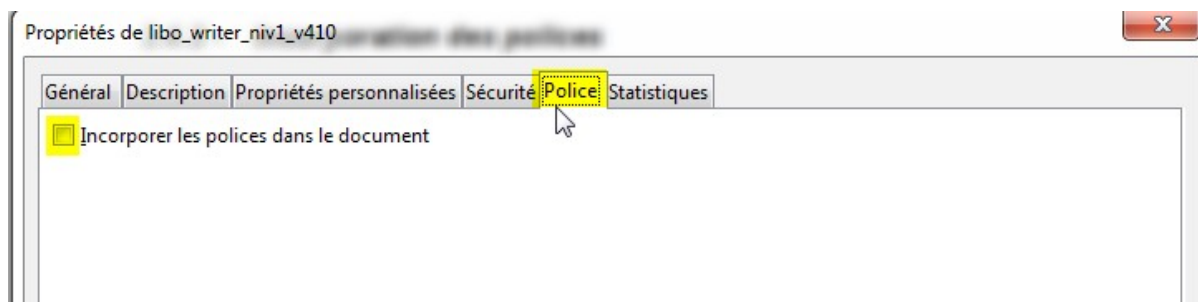 Propriétés de libo_writer_niv1_v410
Général Description Propriétés personnalisées Sécurité Police Statistiques
Incorporer les polices dans le document